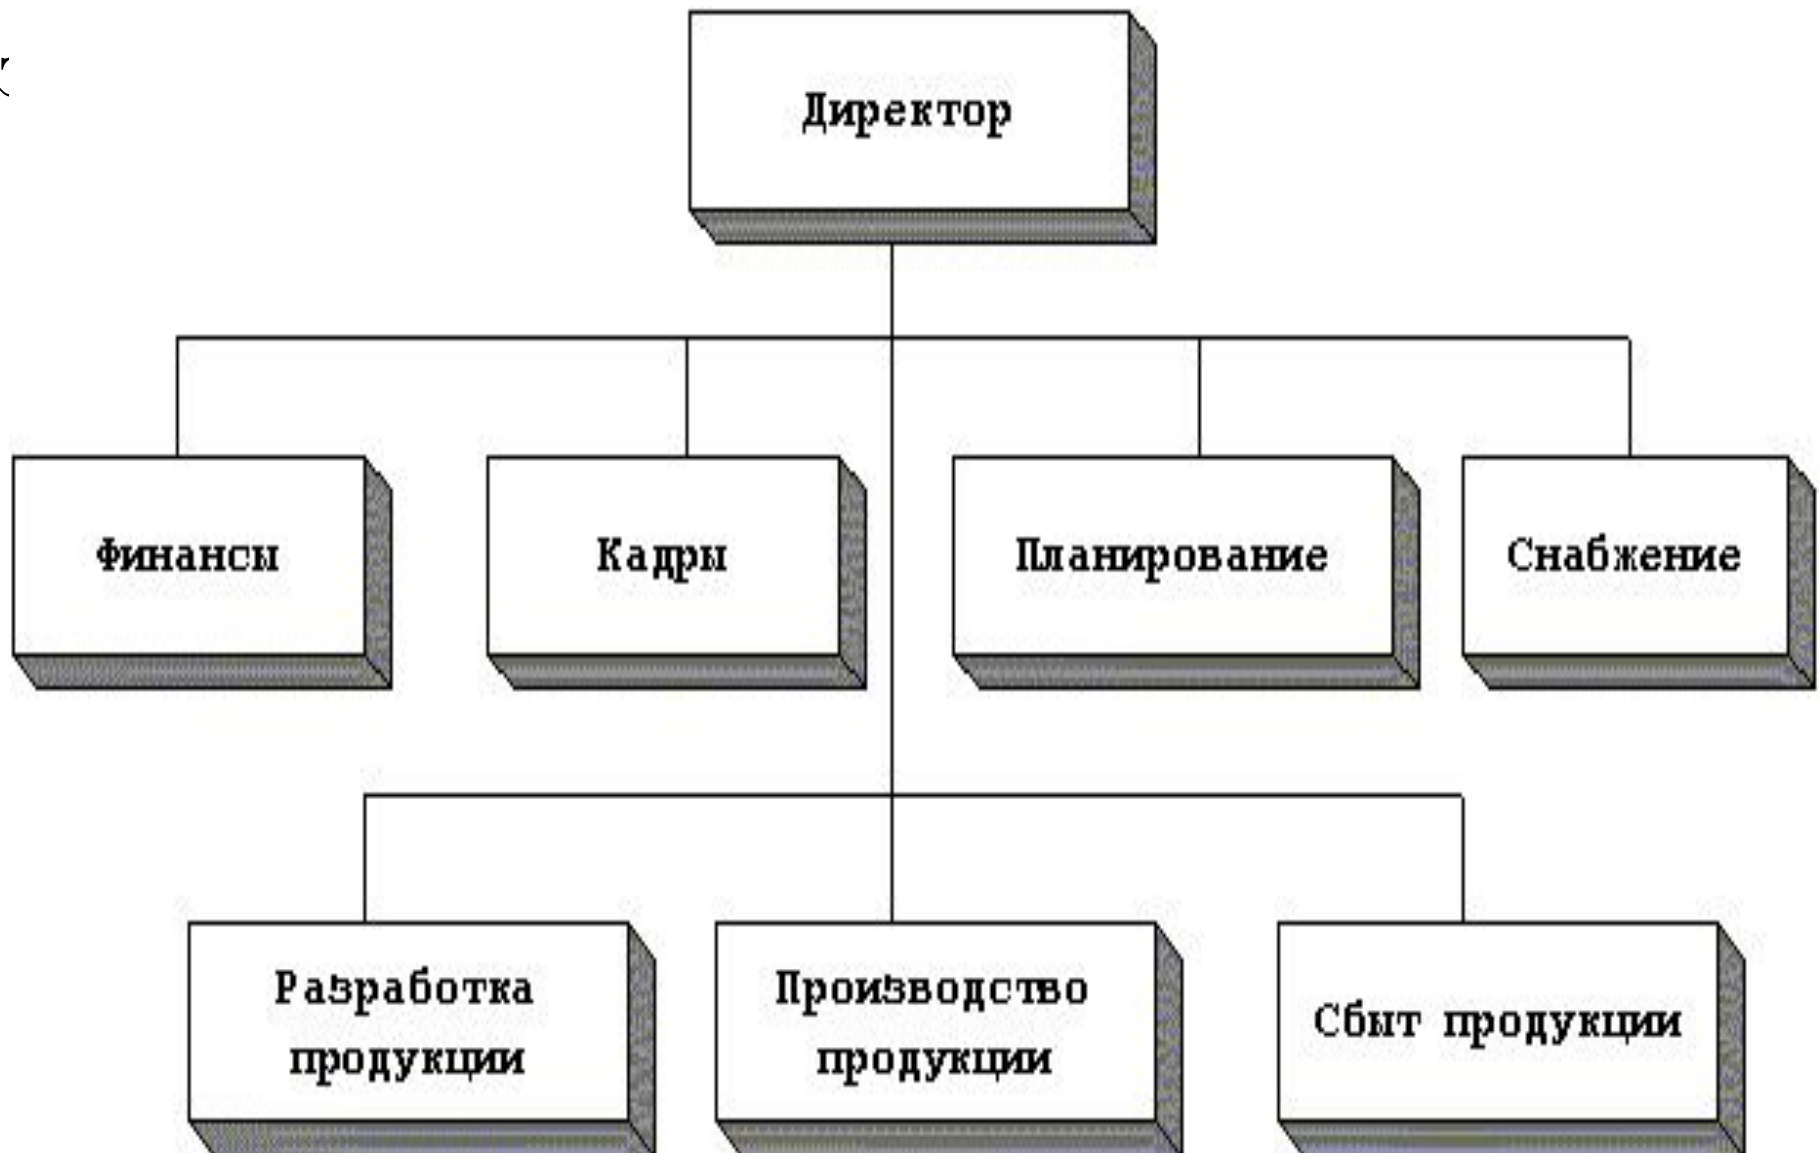 Директор
Финансы
Кадры
Планирование
Снабжение
Разработка
продукции
Производство
продукции
Сбыт продукции